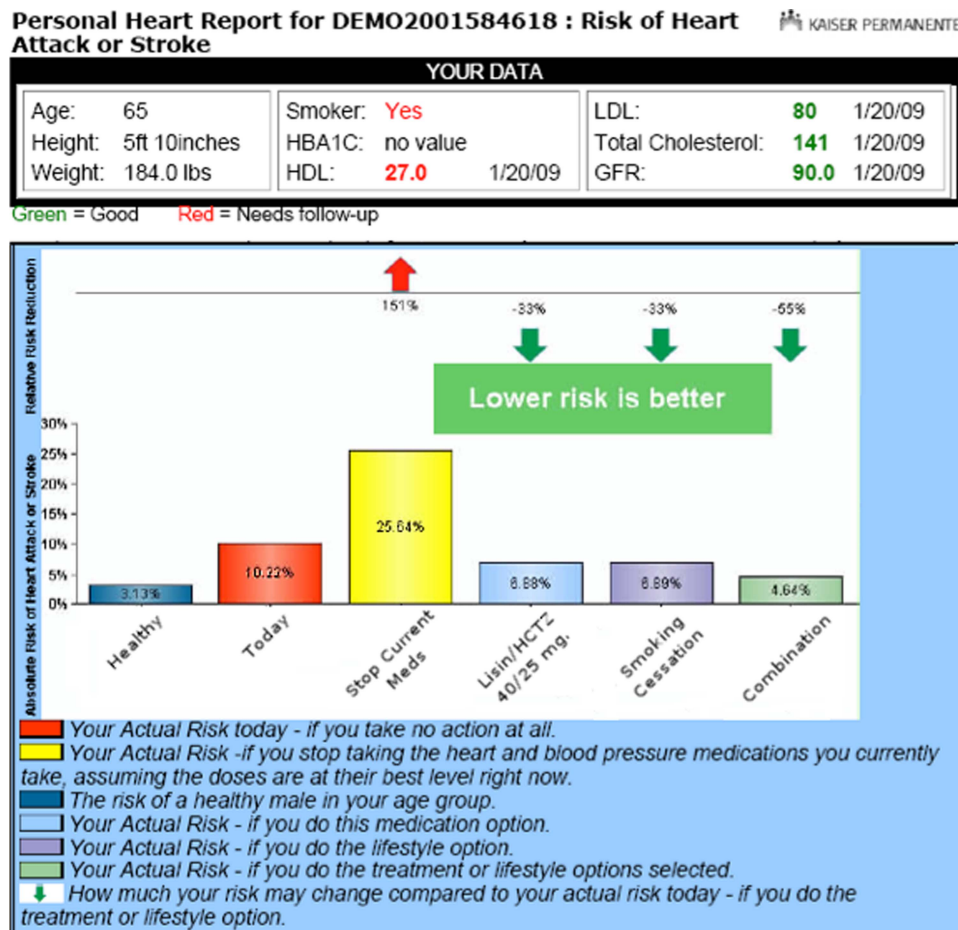 Personal Heart Report for DEMO2001584618 : Risk of Heart
Attack or Stroke
KAISER PERMANENTE
YOUR DATA
Age: 65
Height: 5ft 10inches
Weight: 184.0 lbs
Smoker: Yes
HBA1C: no value
HDL: 27.0 1/20/09
LDL: 80 1/20/09
Total Cholesterol: 141 1/20/09
GFR: 90.0 1/20/09
Green = Good Red = Needs follow-up
Relative Risk Reduction
151% -33% -33% -55%
Lower risk is better
Absolute Risk of Heart Attack or Stroke
30%
25%
20%
15%
10%
5%
0%
3.13%
10.22%
25.64%
6.88%
6.89%
4.64%
Healthy
Today
Stop Current
Meds
Lisin/HCTZ
40/25 mg.
Smoking
Cessation
Combination
Your Actual Risk today - if you take no action at all.
Your Actual Risk -if you stop taking the heart and blood pressure medications you currently
take, assuming the doses are at their best level right now.
The risk of a healthy male in your age group.
Your Actual Risk - if you do this medication option.
Your Actual Risk - if you do the lifestyle option.
Your Actual Risk - if you do the treatment or lifestyle options selected.
How much your risk may change compared to your actual risk today - if you do the
treatment or lifestyle option.